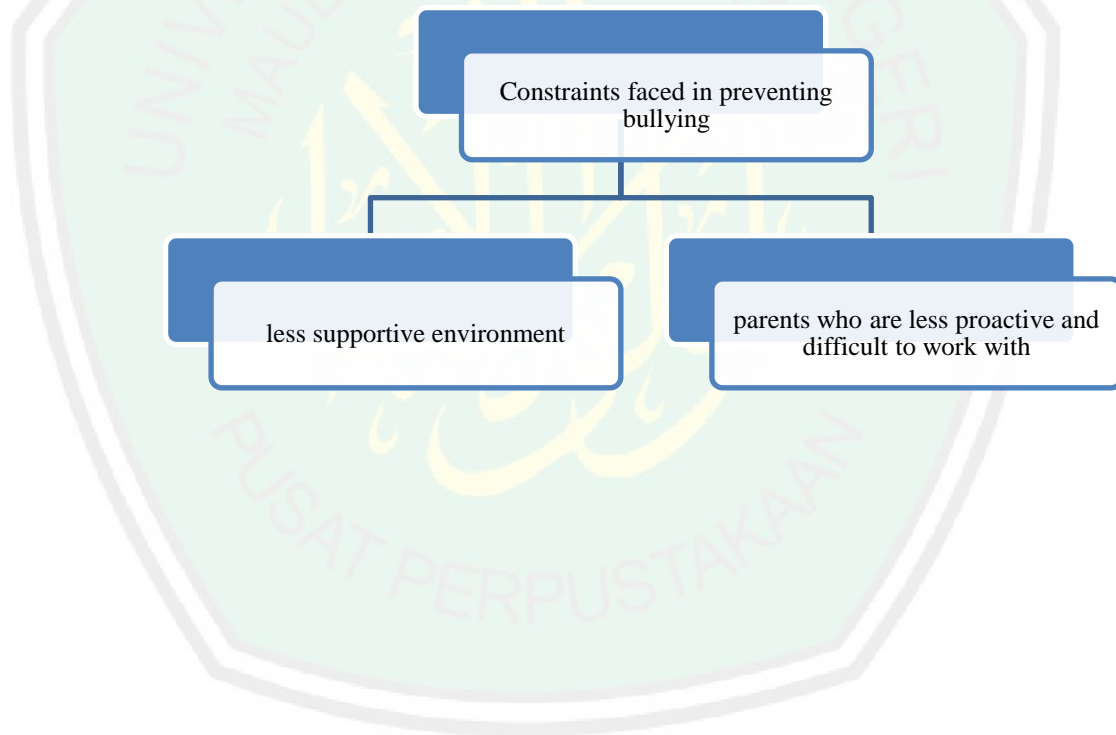 Constraints faced in preventing
bullying
less supportive environment
parents who are less proactive and
difficult to work with
PUSAT PERPUSTAKAAN